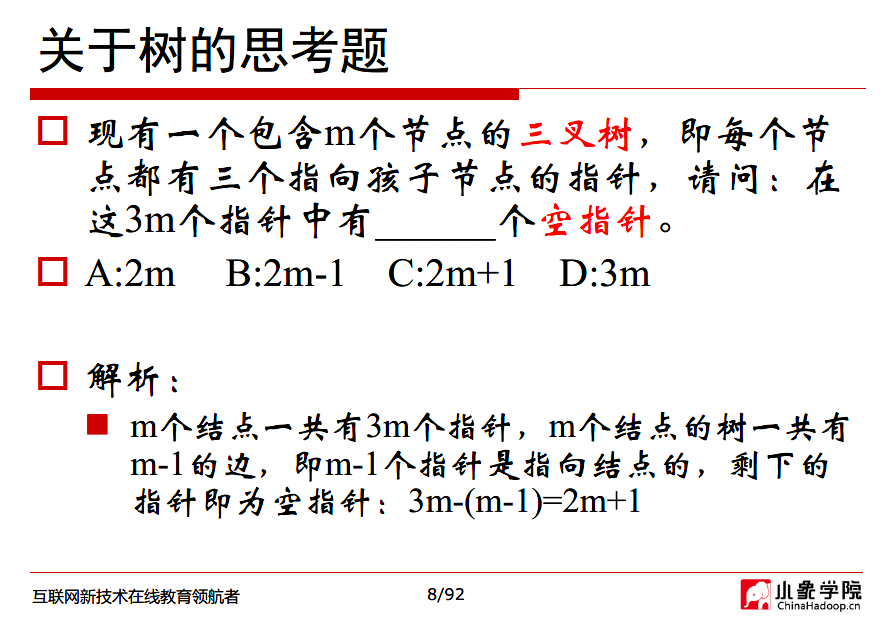 关于树的思考题
现有一个包含m个节点的三叉树，即每个节
点都有三个指向孩子节点的指针，请问：在
这3m个指针中有______个空指针。
A:2m B:2m-1 C:2m+1 D:3m
解析：
m个结点一共有3m个指针，m个结点的树一共有
m-1的边，即m-1个指针是指向结点的，剩下的
指针即为空指针：3m-(m-1)=2m+1
互联网新技术在线教育领航者
8/92
小象学院
ChinaHadoop.cn